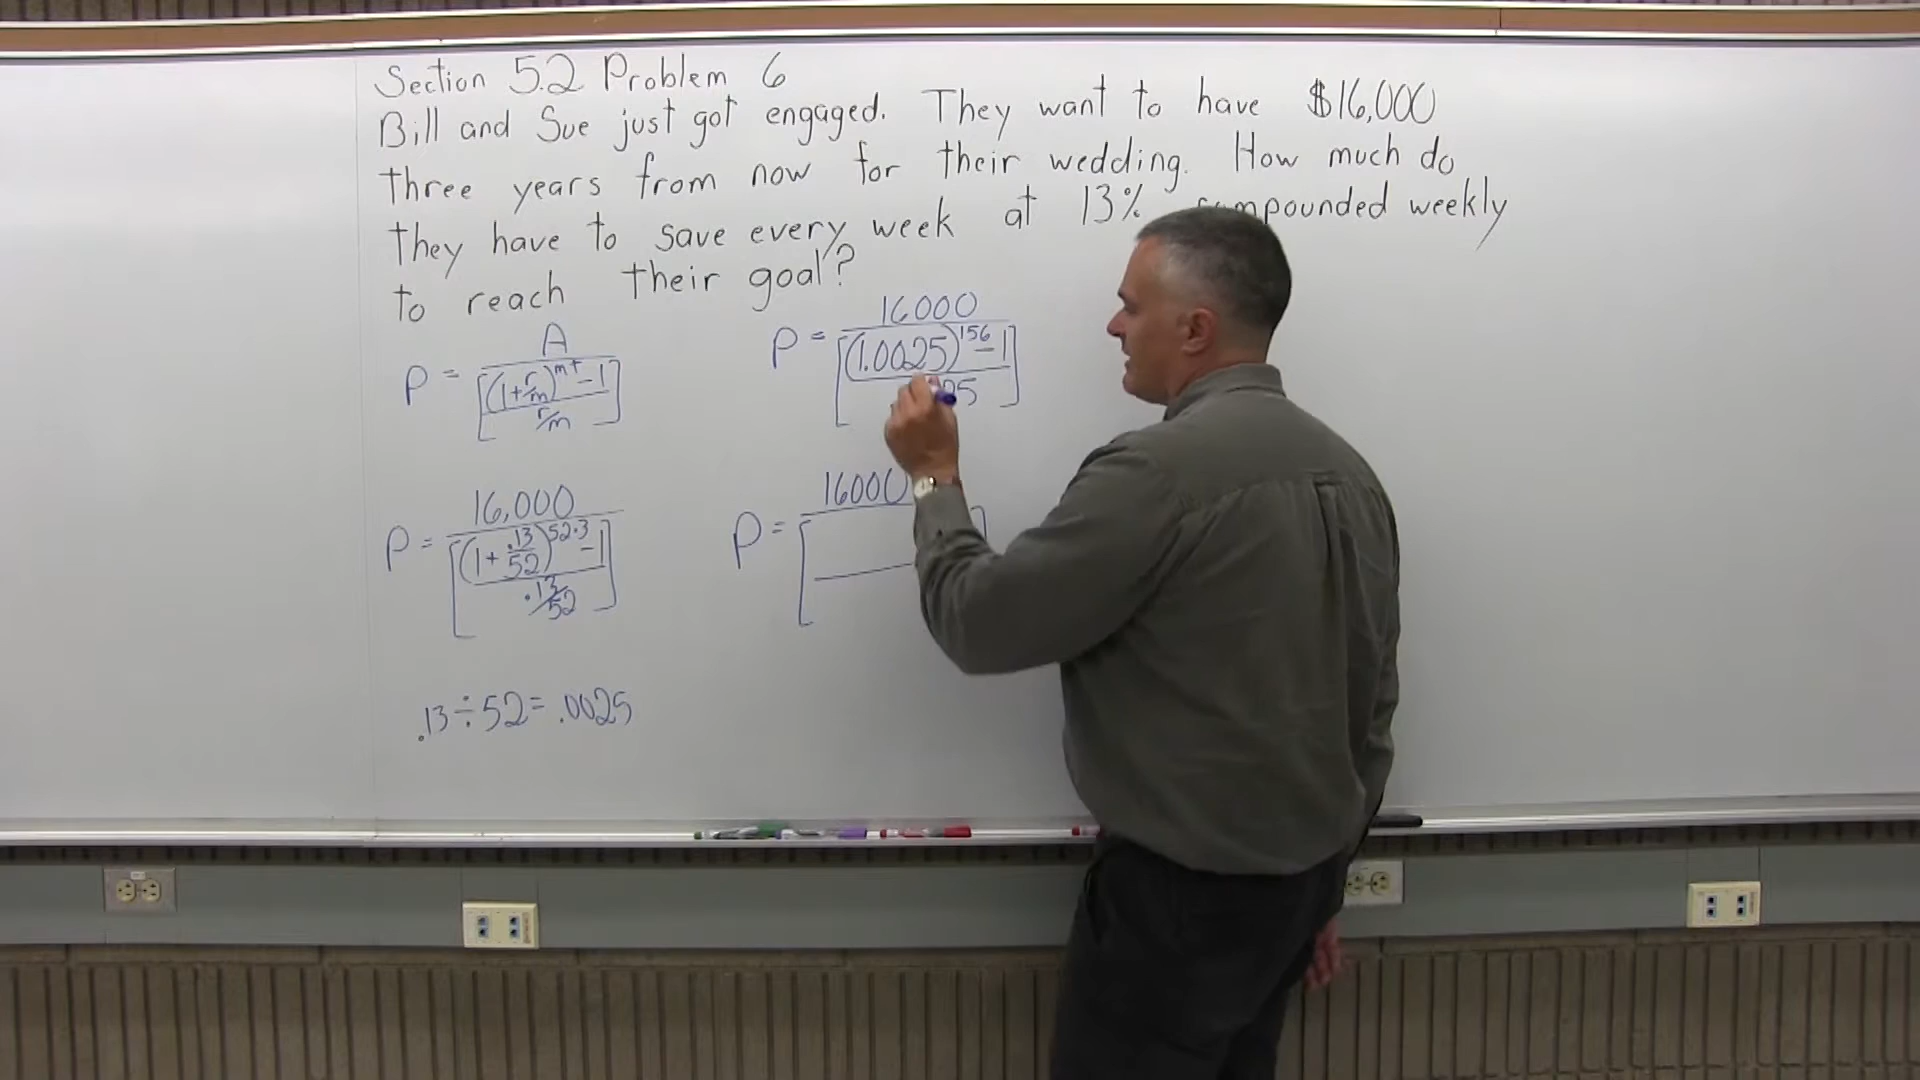 Section 5.2 Problem 6
Bill and Sue just got engaged. They want to have $16,000
three years from now for their wedding. How much do
they have to save every week at 13% compounded weekly
to reach their goal?
P = A / [((1+r/m)^mt -1) / (r/m)]
P = 16000 / [((1.0025)^156 -1) /
P = 16,000 / [((1+.13/52)^52·3 -1) / (.13/52)]
P = 16000
.13÷52= .0025